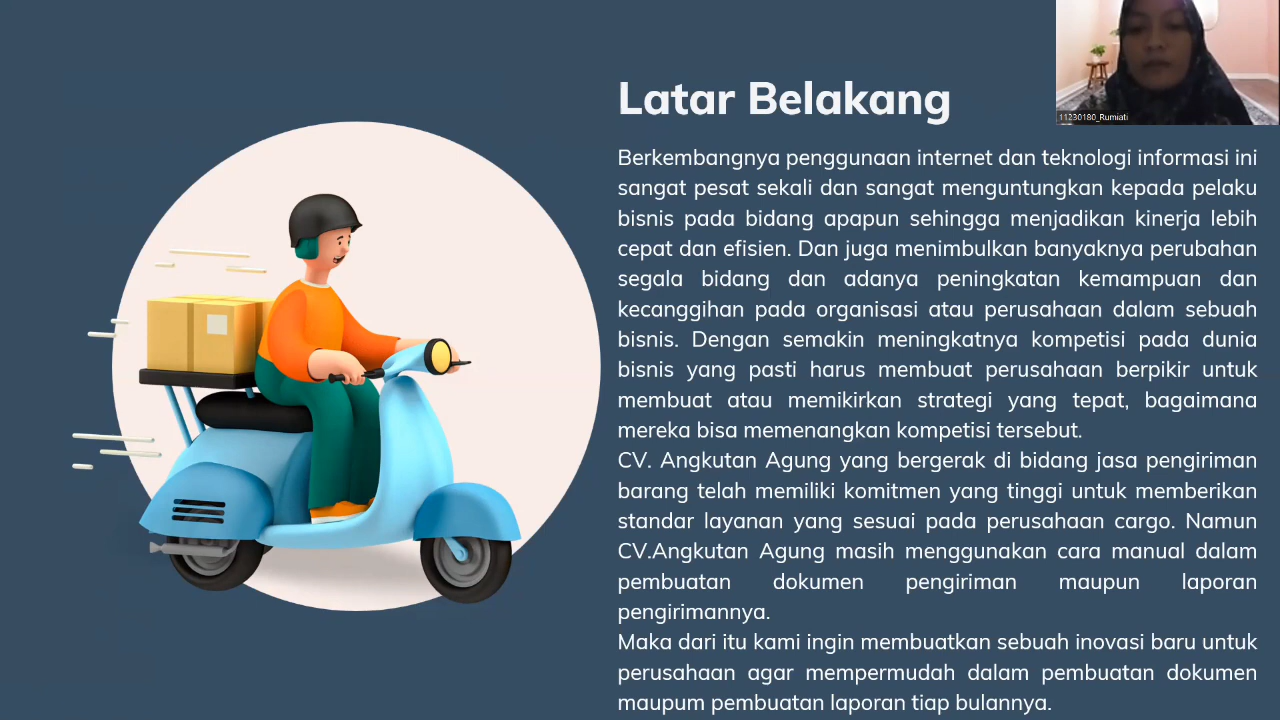 Latar Belakang
11230180_Rumiati
Berkembangnya penggunaan internet dan teknologi informasi ini
sangat pesat sekali dan sangat menguntungkan kepada pelaku
bisnis pada bidang apapun sehingga menjadikan kinerja lebih
cepat dan efisien. Dan juga menimbulkan banyaknya perubahan
segala bidang dan adanya peningkatan kemampuan dan
kecanggihan pada organisasi atau perusahaan dalam sebuah
bisnis. Dengan semakin meningkatnya kompetisi pada dunia
bisnis yang pasti harus membuat perusahaan berpikir untuk
membuat atau memikirkan strategi yang tepat, bagaimana
mereka bisa memenangkan kompetisi tersebut.
CV. Angkutan Agung yang bergerak di bidang jasa pengiriman
barang telah memiliki komitmen yang tinggi untuk memberikan
standar layanan yang sesuai pada perusahaan cargo. Namun
CV.Angkutan Agung masih menggunakan cara manual dalam
pembuatan dokumen pengiriman maupun laporan
pengirimannya.
Maka dari itu kami ingin membuatkan sebuah inovasi baru untuk
perusahaan agar mempermudah dalam pembuatan dokumen
maupum pembuatan laporan tiap bulannya.